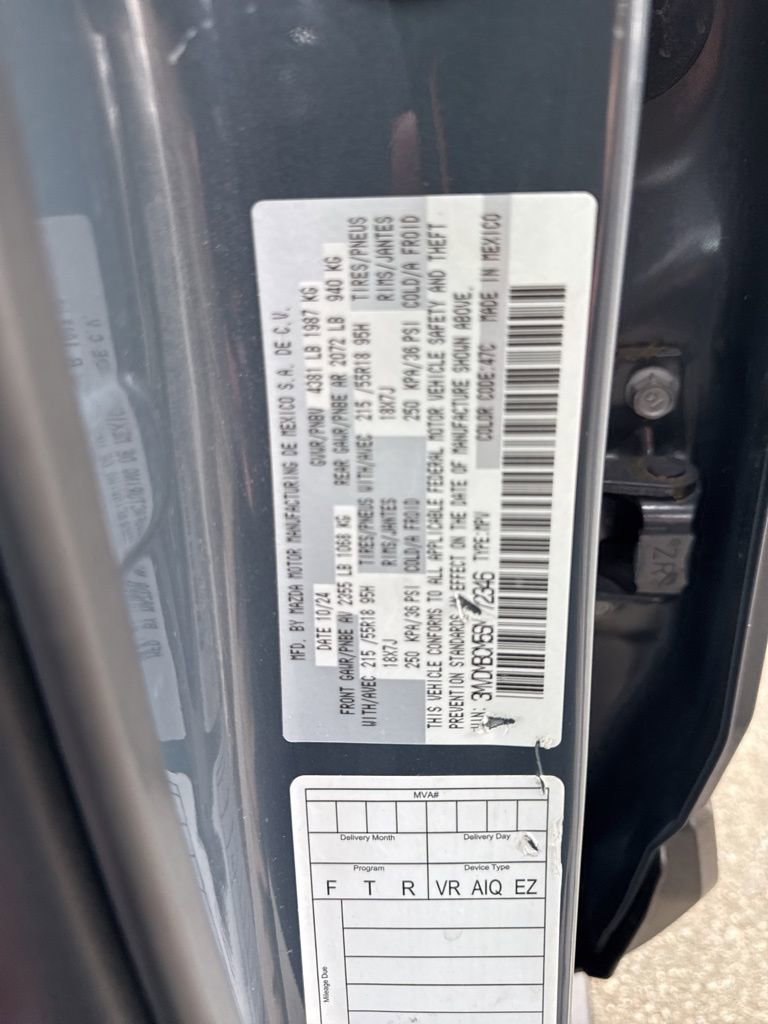 MFD. BY MAZDA MOTOR MANUFACTURING DE MEXICO S.A. DE C.V.
DATE 10/24 GVWR/PNBV 4381 LB 1987 KG
FRONT GAWR/PNBE AV 2355 LB 1068 KG REAR GAWR/PNBE AR 2072 LB 940 KG
WITH/AVEC 215 /55R18 95H TIRES/PNEUS WITH/AVEC 215 /55R18 95H TIRES/PNEUS
18X7J RIMS/JANTES 18X7J RIMS/JANTES
250 KPA/36 PSI COLD/A FROID 250 KPA/36 PSI COLD/A FROID
THIS VEHICLE CONFORMS TO ALL APPLICABLE FEDERAL MOTOR VEHICLE SAFETY AND THEFT
PREVENTION STANDARDS IN EFFECT ON THE DATE OF MANUFACTURE SHOWN ABOVE.
TYPE:MPV COLOR CODE:47C MADE IN MEXICO
MVA#
Delivery Month Delivery Day
Program Device Type
F T R VR AIQ EZ
Mileage Due